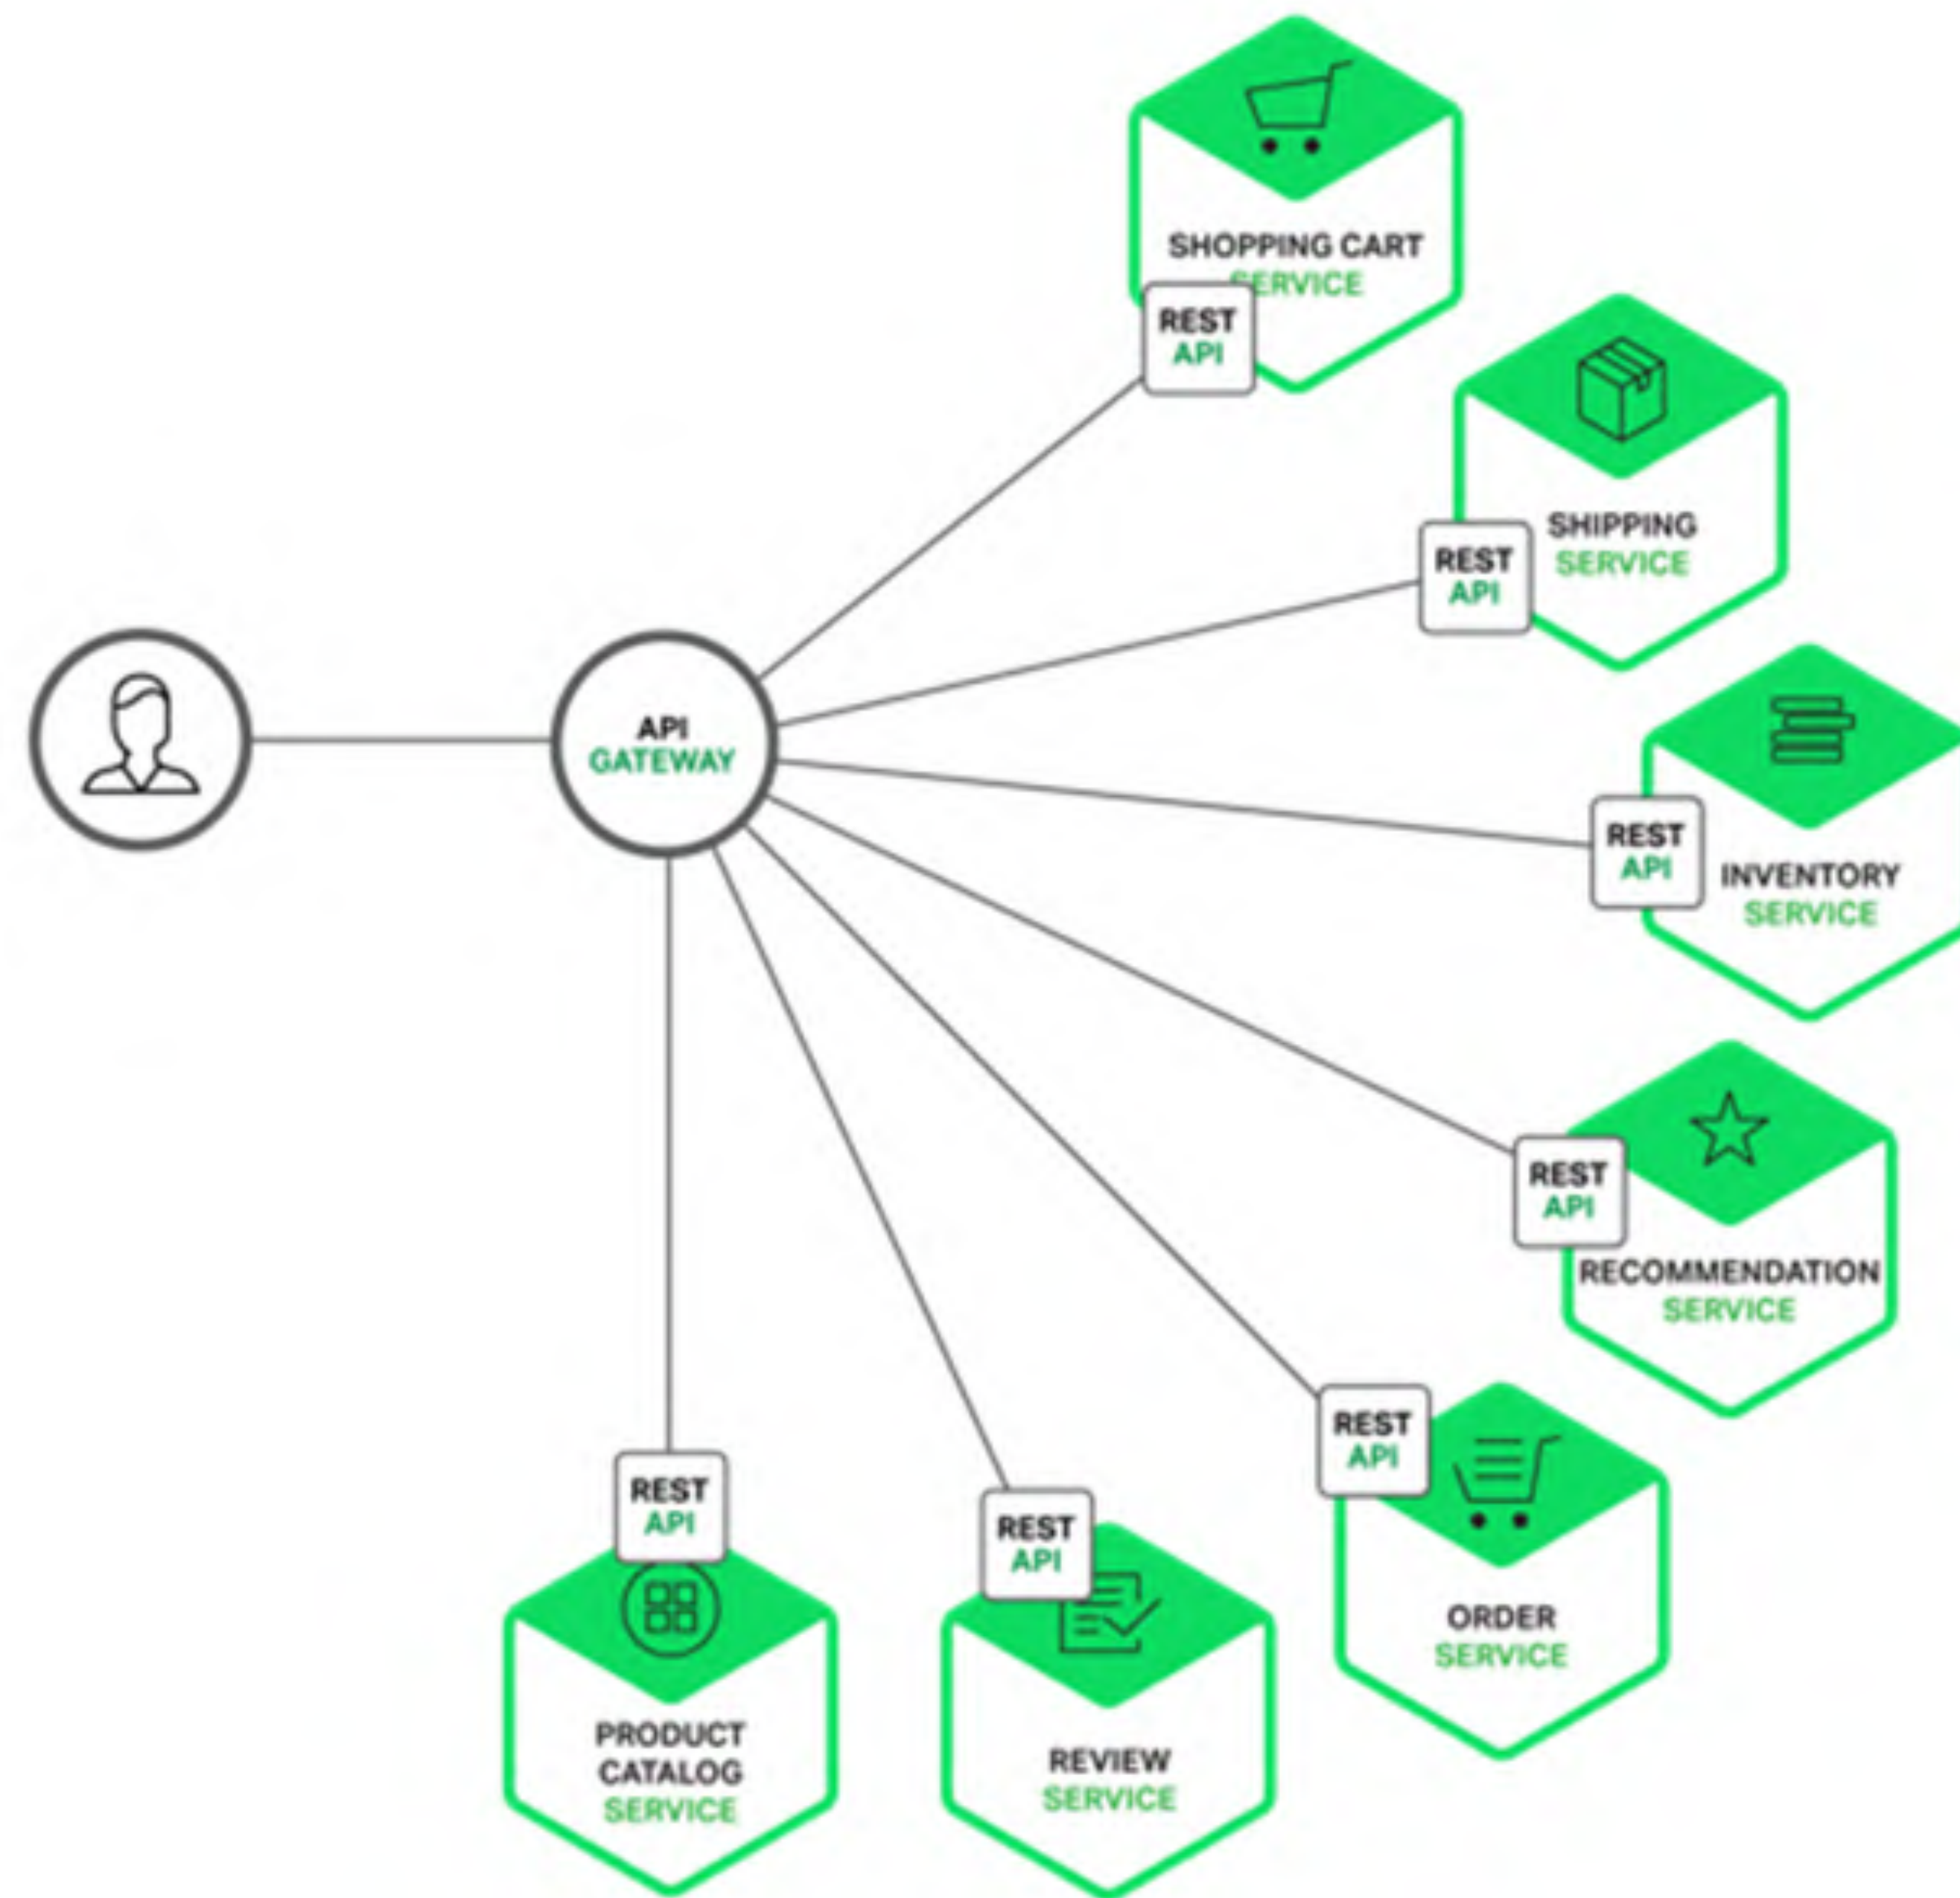 SHOPPING CART
SERVICE
REST
API
SHIPPING
SERVICE
REST
API
API
GATEWAY
REST
API
INVENTORY
SERVICE
REST
API
RECOMMENDATION
SERVICE
REST
API
ORDER
SERVICE
REST
API
REVIEW
SERVICE
REST
API
PRODUCT
CATALOG
SERVICE